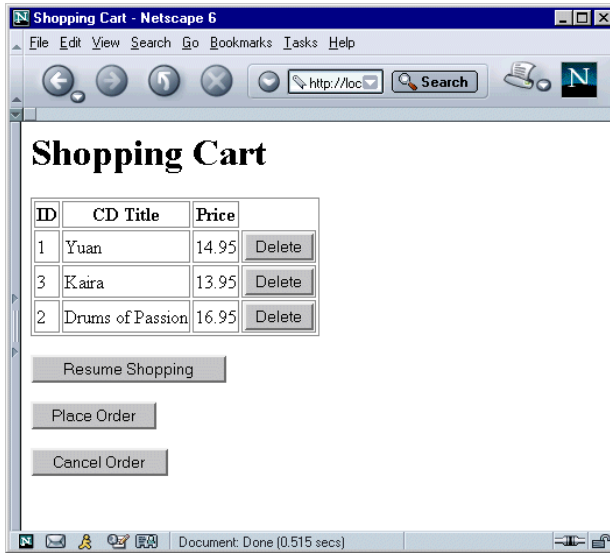 Shopping Cart - Netscape 6
File Edit View Search Go Bookmarks Tasks Help
http://loc Search N
Shopping Cart
ID CD Title Price
1 Yuan 14.95 Delete
3 Kaira 13.95 Delete
2 Drums of Passion 16.95 Delete
Resume Shopping
Place Order
Cancel Order
Document: Done (0.515 secs)